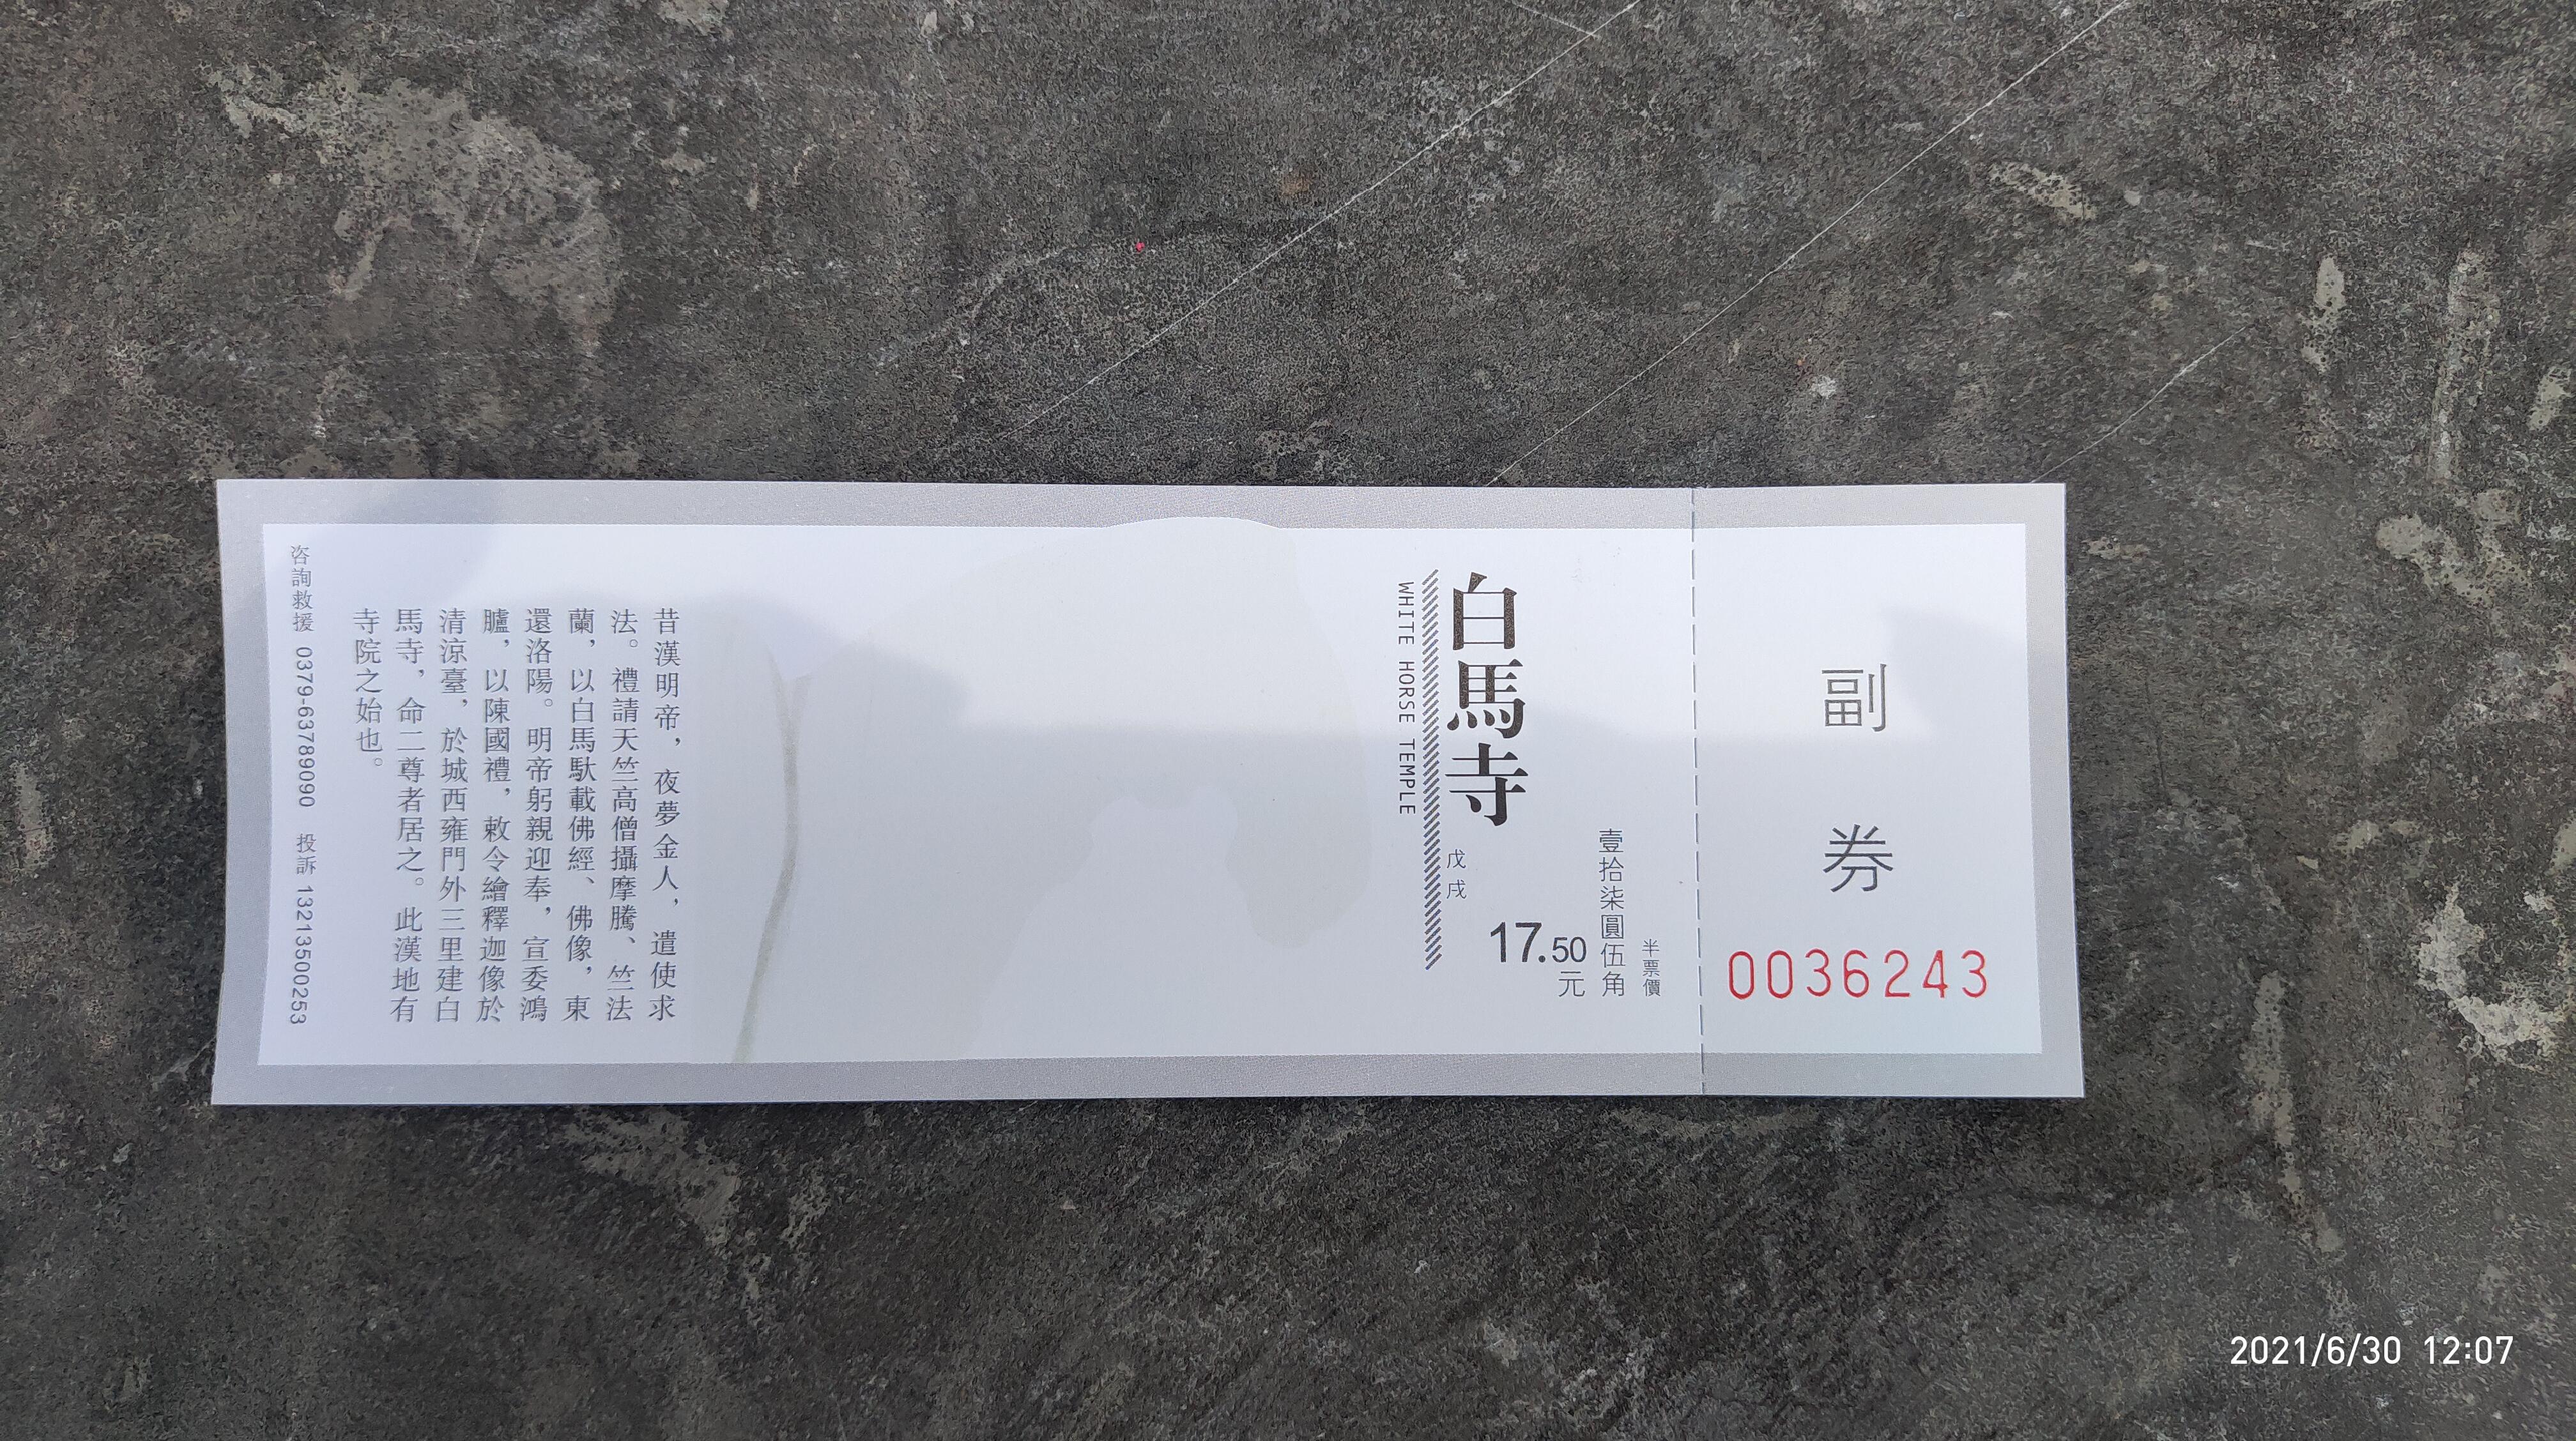 副券
0036243
半票價
壹拾柒圓伍角
17.50元
白馬寺
戊戌
WHITE HORSE TEMPLE
昔漢明帝，夜夢金人，遣使求
法。禮請天竺高僧攝摩騰、竺法
蘭，以白馬馱載佛經、佛像，東
還洛陽。明帝躬親迎奉，宣委鴻
臚，以陳國禮，敕令繪釋迦像於
清涼臺，於城西雍門外三里建白
馬寺，命二尊者居之。此漢地有
寺院之始也。
咨詢救援 0379-63789090 投訴 13213500253
2021/6/30 12:07